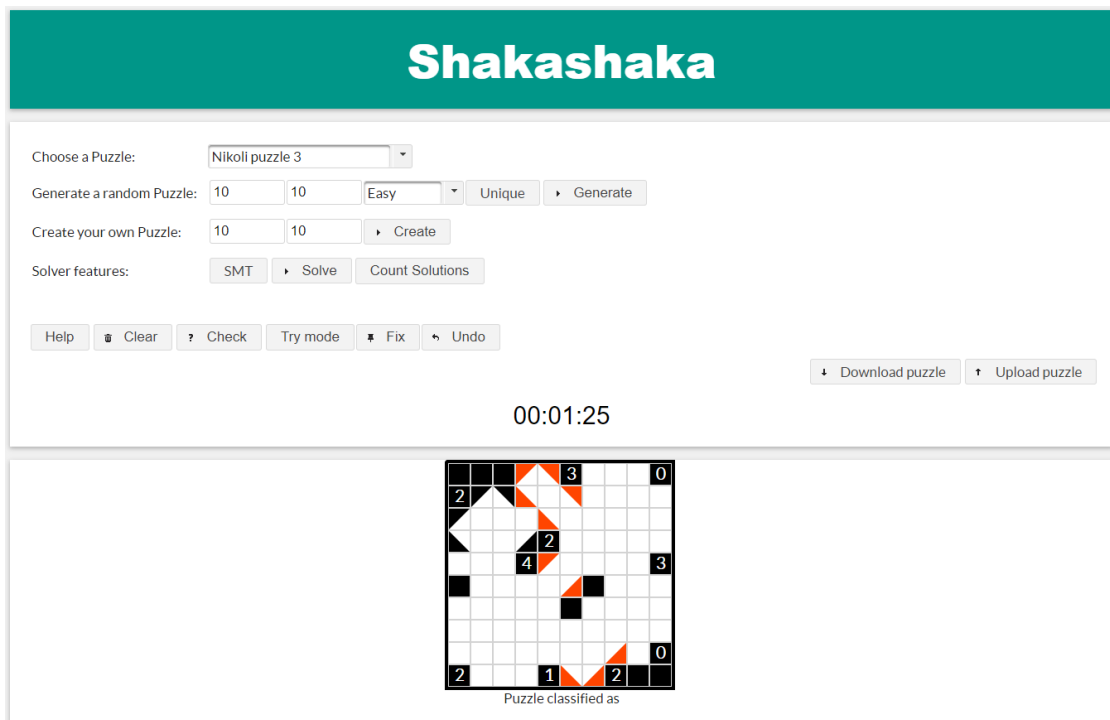 Shakashaka
Choose a Puzzle: Nikoli puzzle 3
Generate a random Puzzle: 10 10 Easy Unique Generate
Create your own Puzzle: 10 10 Create
Solver features: SMT Solve Count Solutions
Help Clear ? Check Try mode Fix Undo
Download puzzle Upload puzzle
00:01:25
3 0
2
2
4 3
0
2 1 2
Puzzle classified as